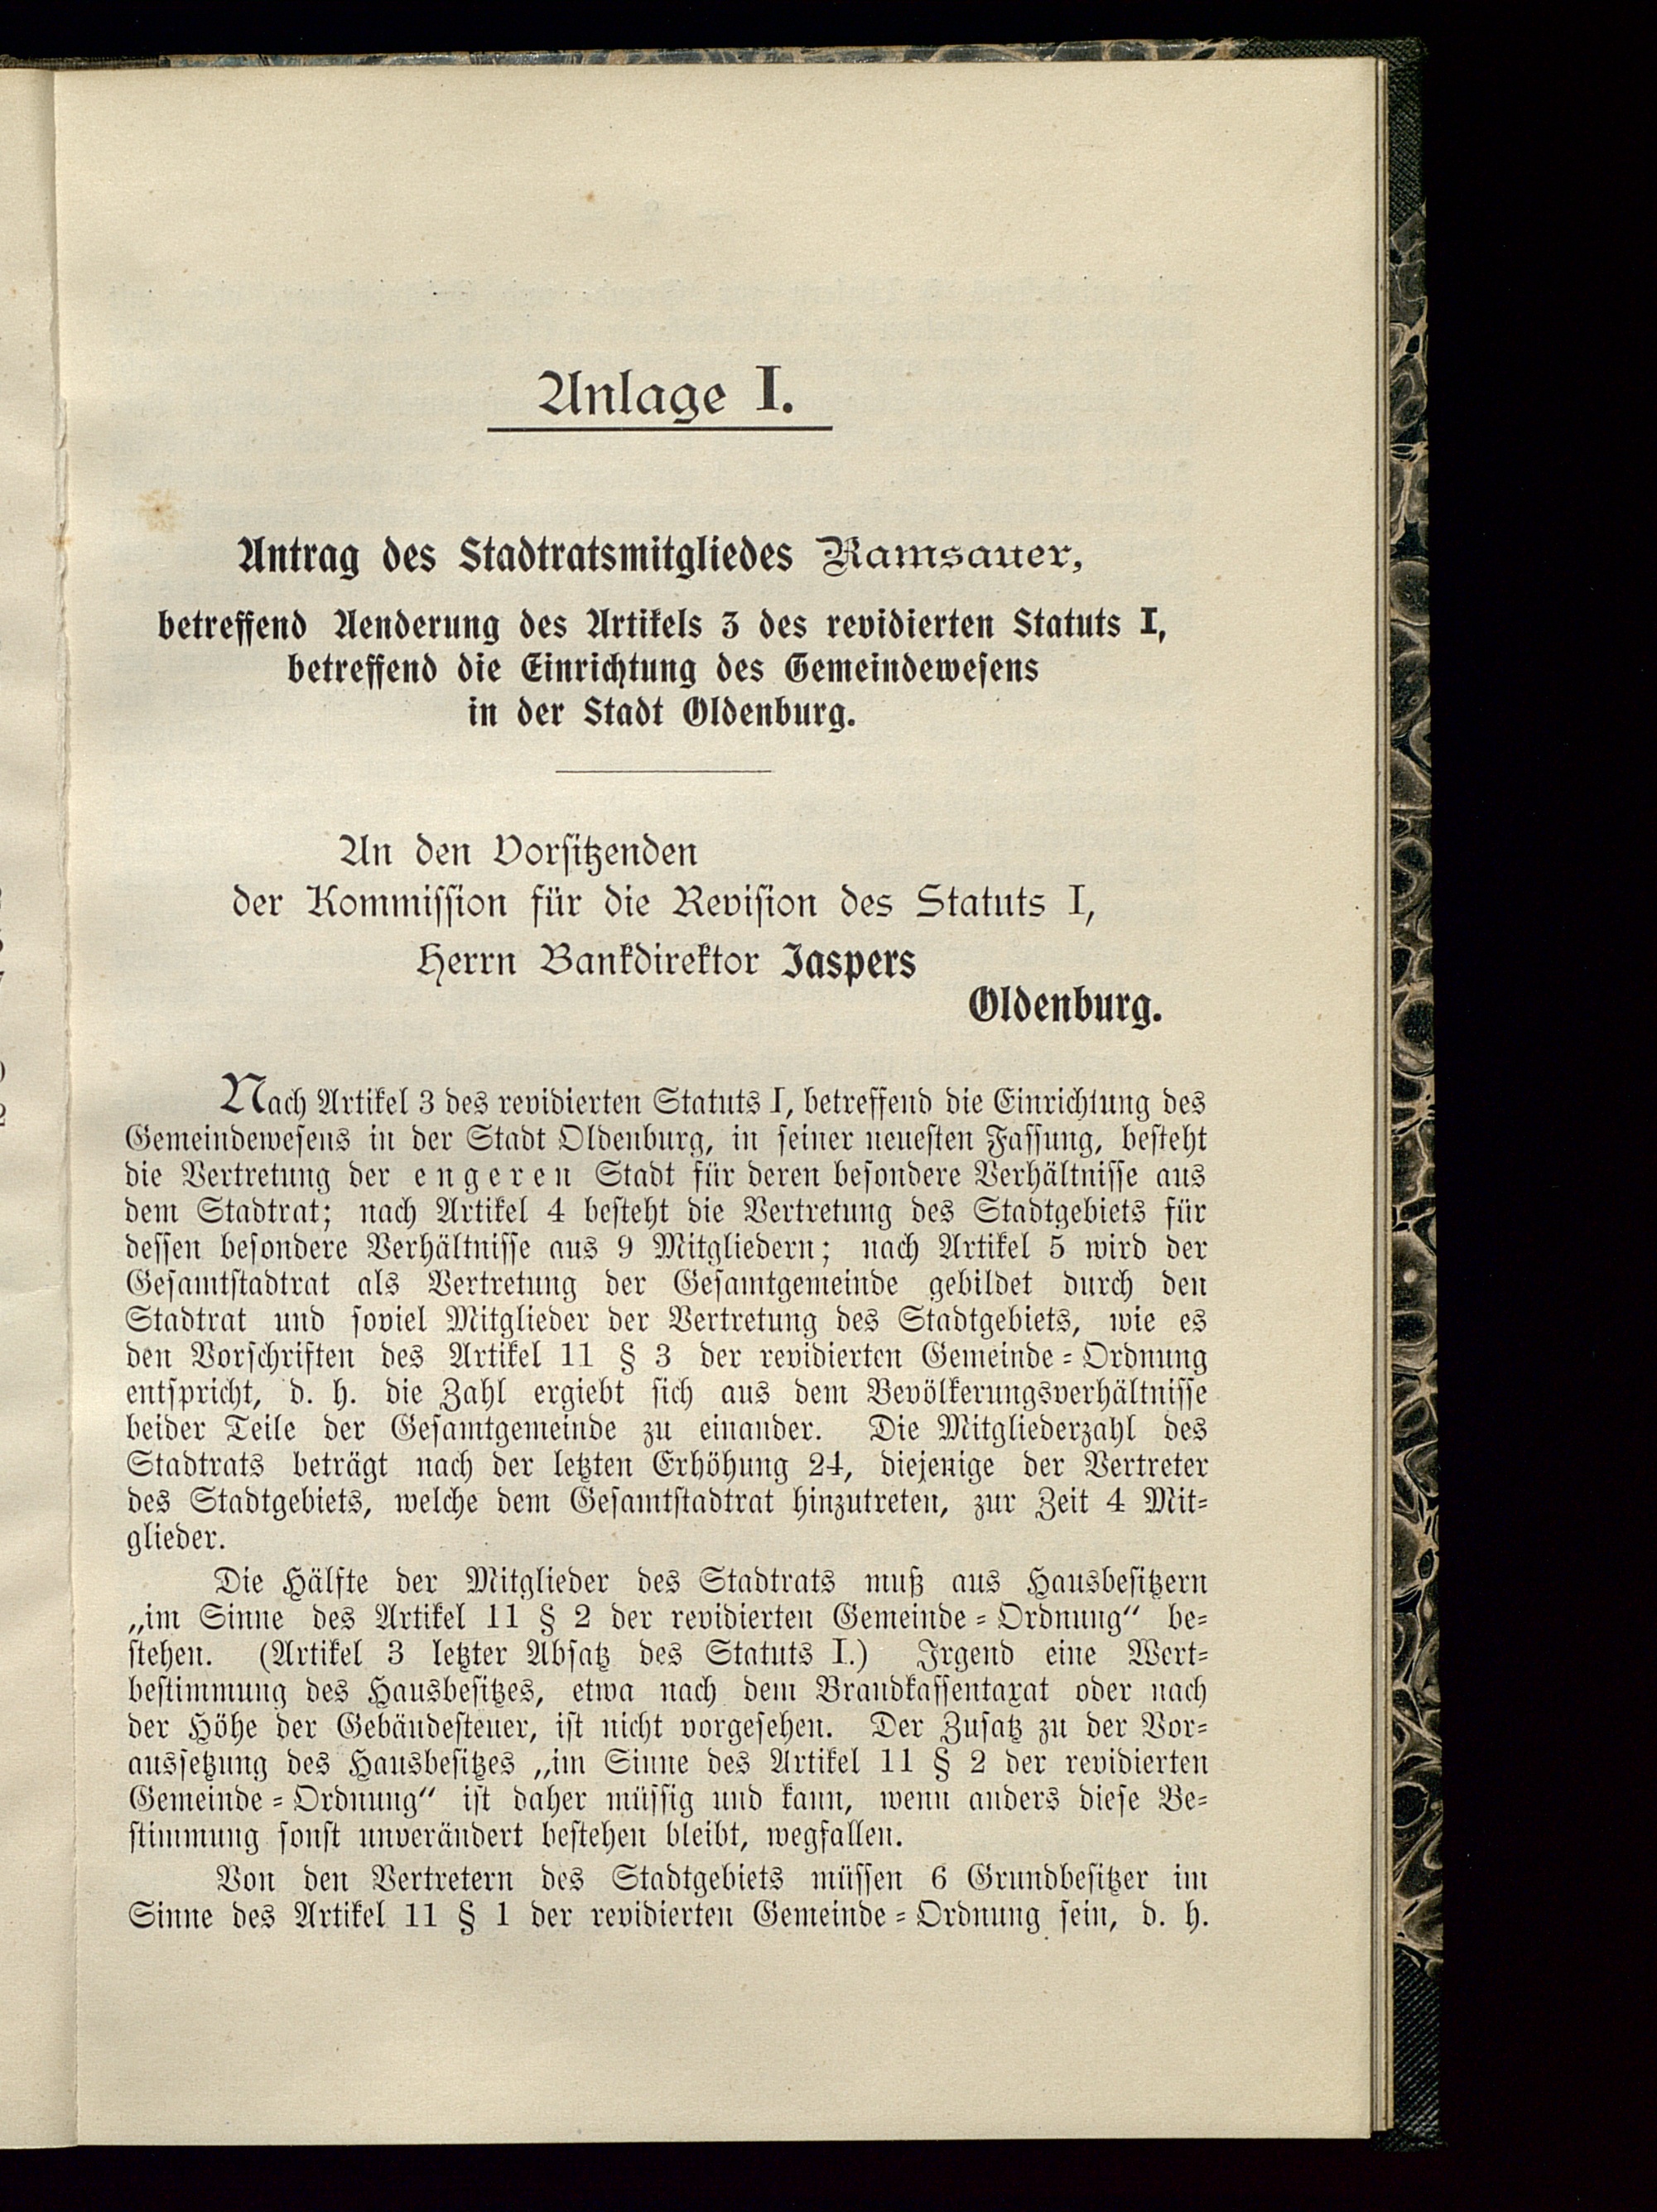 Anlage I.
Antrag des Stadtratsmitgliedes Ramsauer,
betreffend Aenderung des Artikels 3 des revidierten Statuts I,
betreffend die Einrichtung des Gemeindewesens
in der Stadt Oldenburg.
An den Vorsitzenden
der Kommission für die Revision des Statuts I,
Herrn Bankdirektor Jaspers
Oldenburg.
Nach Artikel 3 des revidierten Statuts I, betreffend die Einrichtung des
Gemeindewesens in der Stadt Oldenburg, in seiner neuesten Fassung, besteht
die Vertretung der engeren Stadt für deren besondere Verhältnisse aus
dem Stadtrat; nach Artikel 4 besteht die Vertretung des Stadtgebiets für
dessen besondere Verhältnisse aus 9 Mitgliedern; nach Artikel 5 wird der
Gesamtstadtrat als Vertretung der Gesamtgemeinde gebildet durch den
Stadtrat und soviel Mitglieder der Vertretung des Stadtgebiets, wie es
den Vorschriften des Artikel 11 § 3 der revidierten Gemeinde-Ordnung
entspricht, d. h. die Zahl ergiebt sich aus dem Bevölkerungsverhältnisse
beider Teile der Gesamtgemeinde zu einander. Die Mitgliederzahl des
Stadtrats beträgt nach der letzten Erhöhung 24, diejenige der Vertreter
des Stadtgebiets, welche dem Gesamtstadtrat hinzutreten, zur Zeit 4 Mit-
glieder.
Die Hälfte der Mitglieder des Stadtrats muß aus Hausbesitzern
„im Sinne des Artikel 11 § 2 der revidierten Gemeinde-Ordnung“ be-
stehen. (Artikel 3 letzter Absatz des Statuts I.) Irgend eine Wert-
bestimmung des Hausbesitzes, etwa nach dem Brandkassentaxat oder nach
der Höhe der Gebäudesteuer, ist nicht vorgesehen. Der Zusatz zu der Vor-
aussetzung des Hausbesitzes „im Sinne des Artikel 11 § 2 der revidierten
Gemeinde-Ordnung“ ist daher müssig und kann, wenn anders diese Be-
stimmung sonst unverändert bestehen bleibt, wegfallen.
Von den Vertretern des Stadtgebiets müssen 6 Grundbesitzer im
Sinne des Artikel 11 § 1 der revidierten Gemeinde-Ordnung sein, d. h.